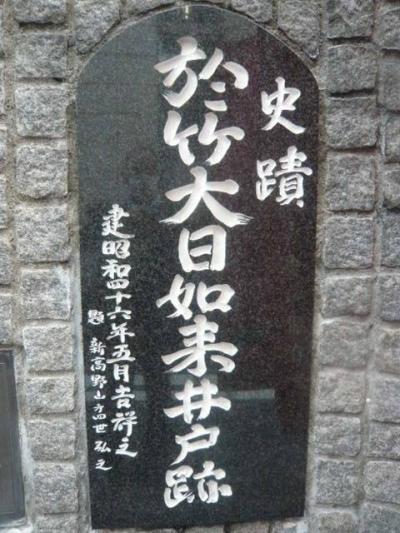 史蹟
於竹大日如来井戸跡
建昭和四十六年五月吉祥之
題 新高野山